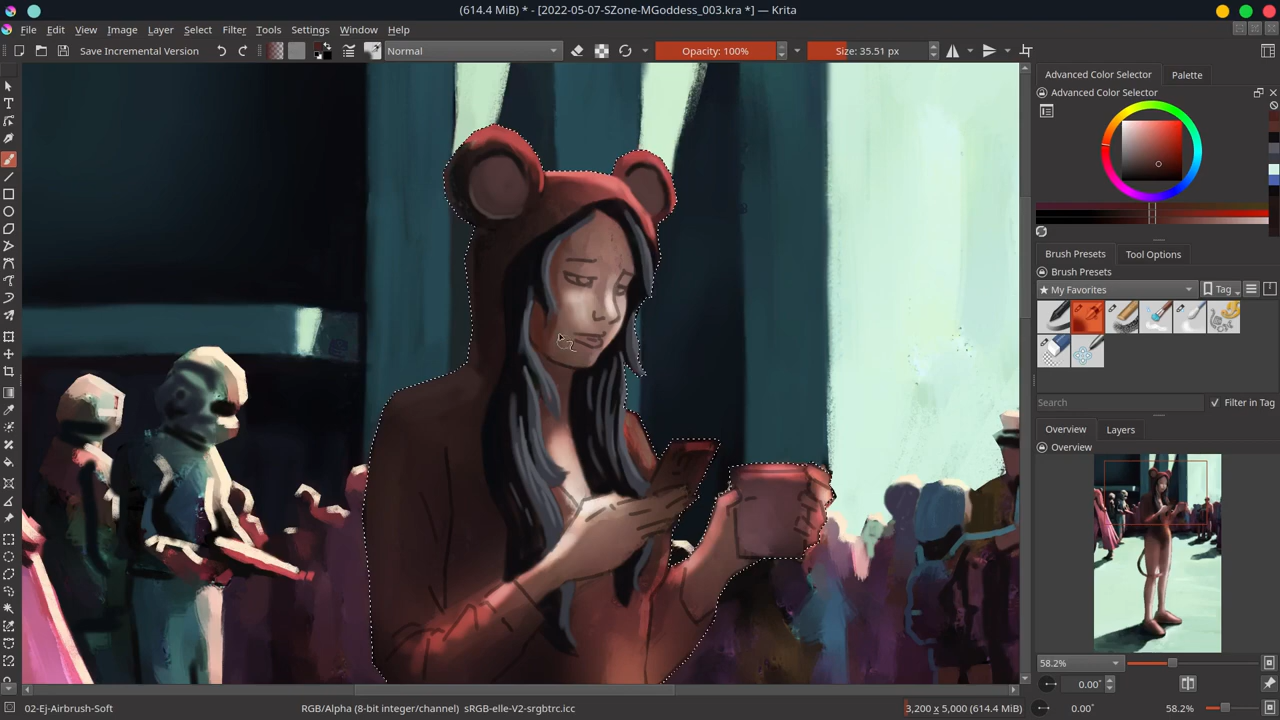 (614.4 MiB) * - [2022-05-07-SZone-MGoddess_003.kra *] — Krita
File Edit View Image Layer Select Filter Tools Settings Window Help
Save Incremental Version Normal Opacity: 100% Size: 35.51 px
Advanced Color Selector Palette
Advanced Color Selector
Brush Presets Tool Options
Brush Presets
★ My Favorites Tag
Search Filter in Tag
Overview Layers
Overview
58.2%
0.00°
02-Ej-Airbrush-Soft RGB/Alpha (8-bit integer/channel) sRGB-elle-V2-srgbtrc.icc 3,200 x 5,000 (614.4 MiB) 0.00° 58.2%